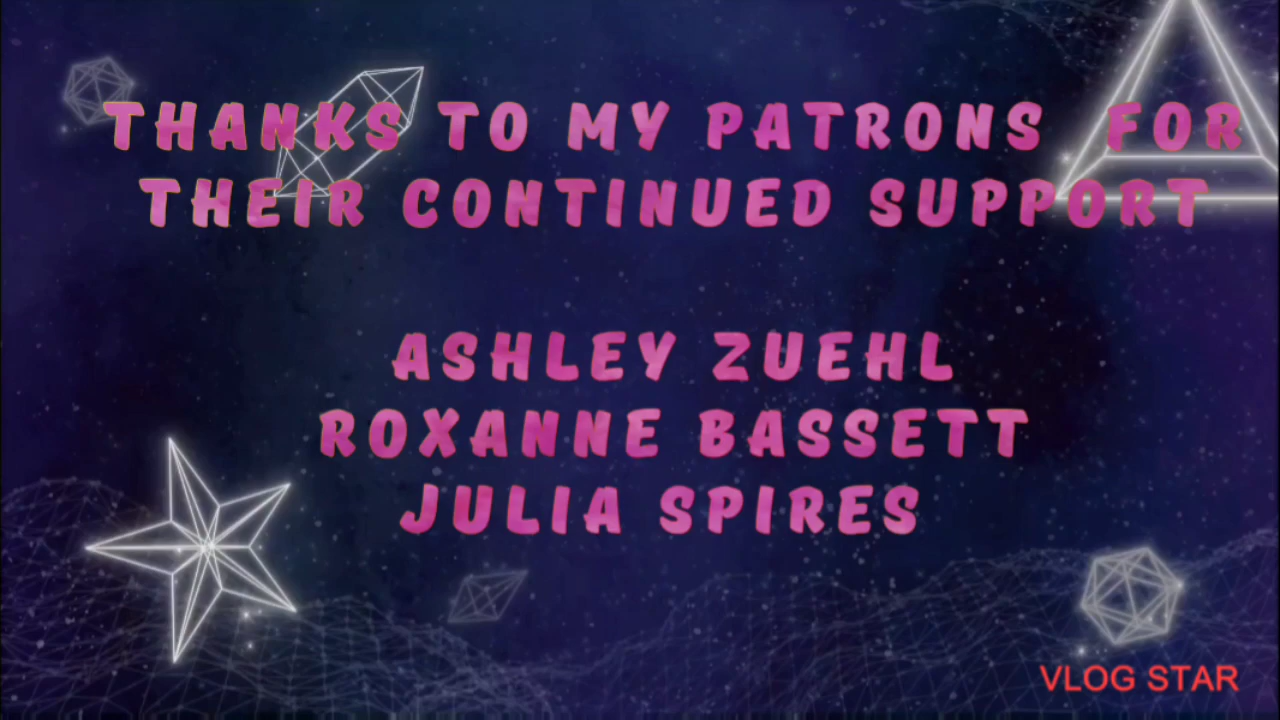 THANKS TO MY PATRONS FOR
THEIR CONTINUED SUPPORT
ASHLEY ZUEHL
ROXANNE BASSETT
JULIA SPIRES
VLOG STAR